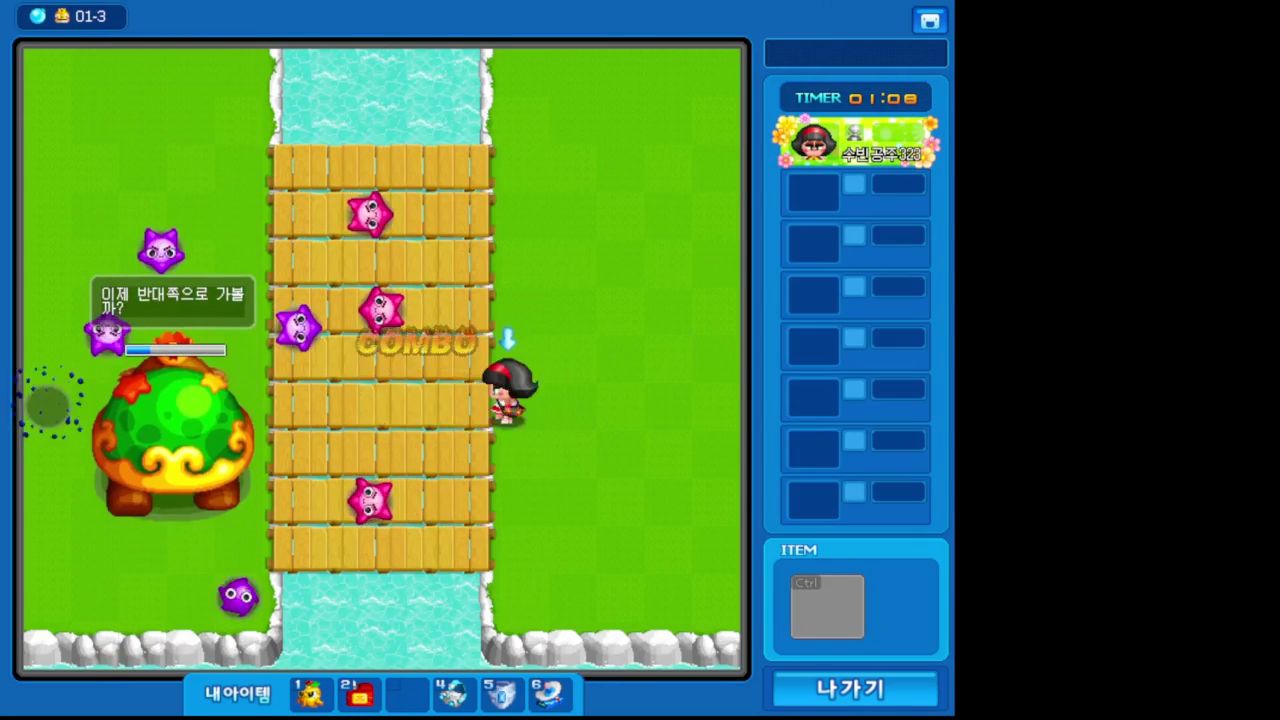 01-3
TIMER 01:08
수빈공주323
이제 반대쪽으로 가볼
까?
COMBO
ITEM
Ctrl
내아이템
1
2
4
5
6
나가기